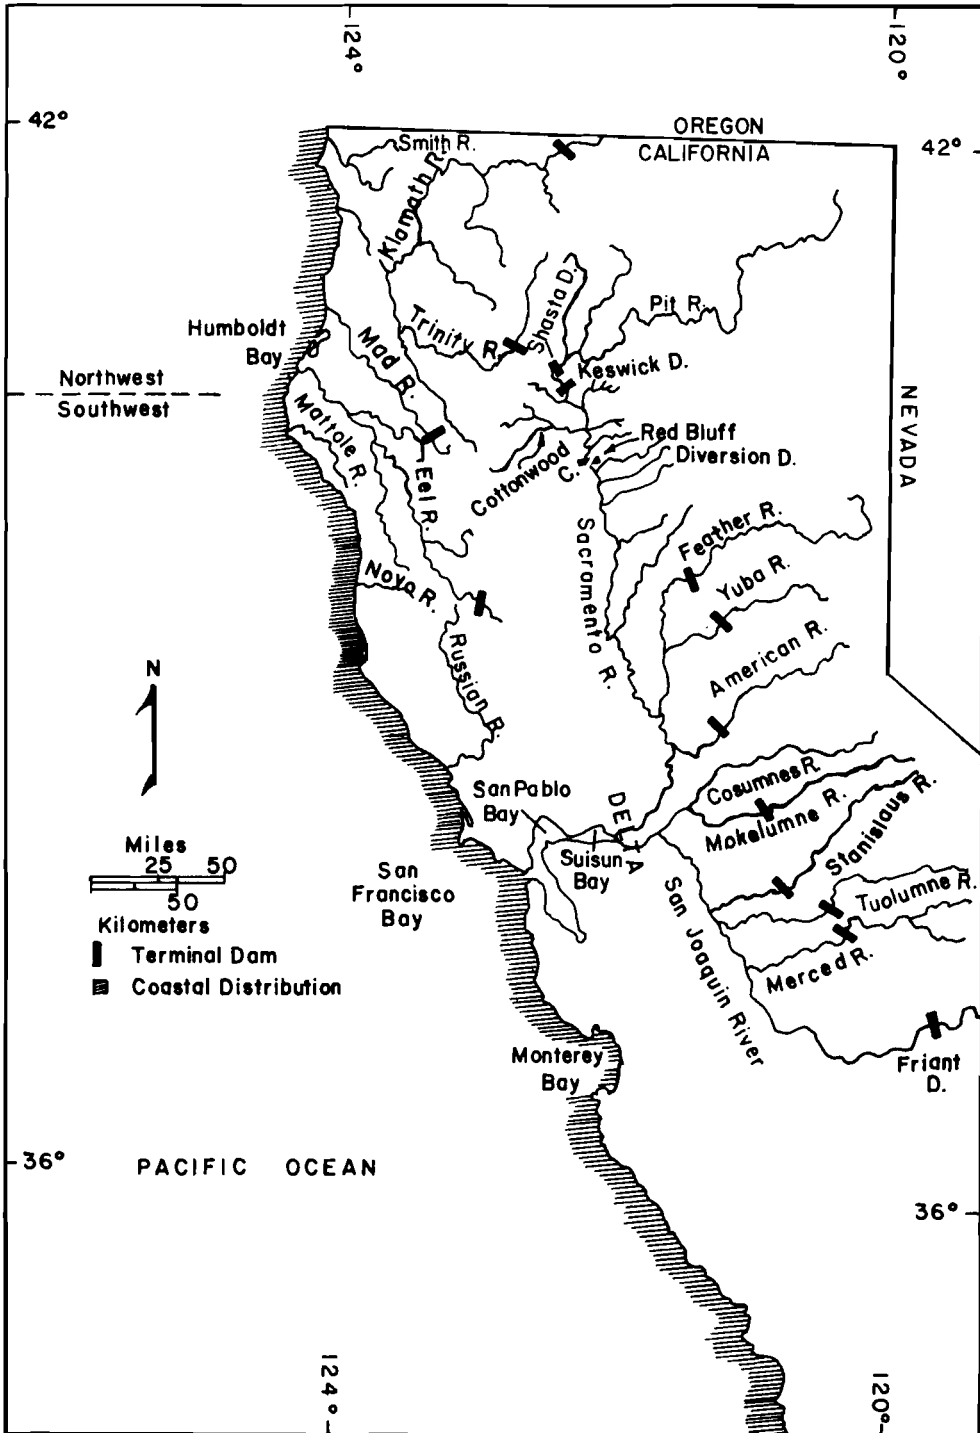 124°
120°
42°
42°
OREGON
CALIFORNIA
Smith R.
Klamath R.
Shasta D.
Pit R.
Humboldt
Bay
Trinity R.
Mad R.
Keswick D.
Northwest
Southwest
NEVADA
Mattole R.
Red Bluff
Diversion D.
Cottonwood
C.
Eel R.
Feather R.
Sacramento R.
Noyo R.
Yuba R.
Russian R.
American R.
N
San Pablo
Bay
Cosumnes R.
Mokelumne R.
Stanislaus R.
DELTA
Suisun
Bay
Miles
25 50
50
Kilometers
San
Francisco
Bay
San Joaquin River
Tuolumne R.
Merced R.
Terminal Dam
Coastal Distribution
Monterey
Bay
Friant
D.
36°
PACIFIC OCEAN
36°
124°
120°